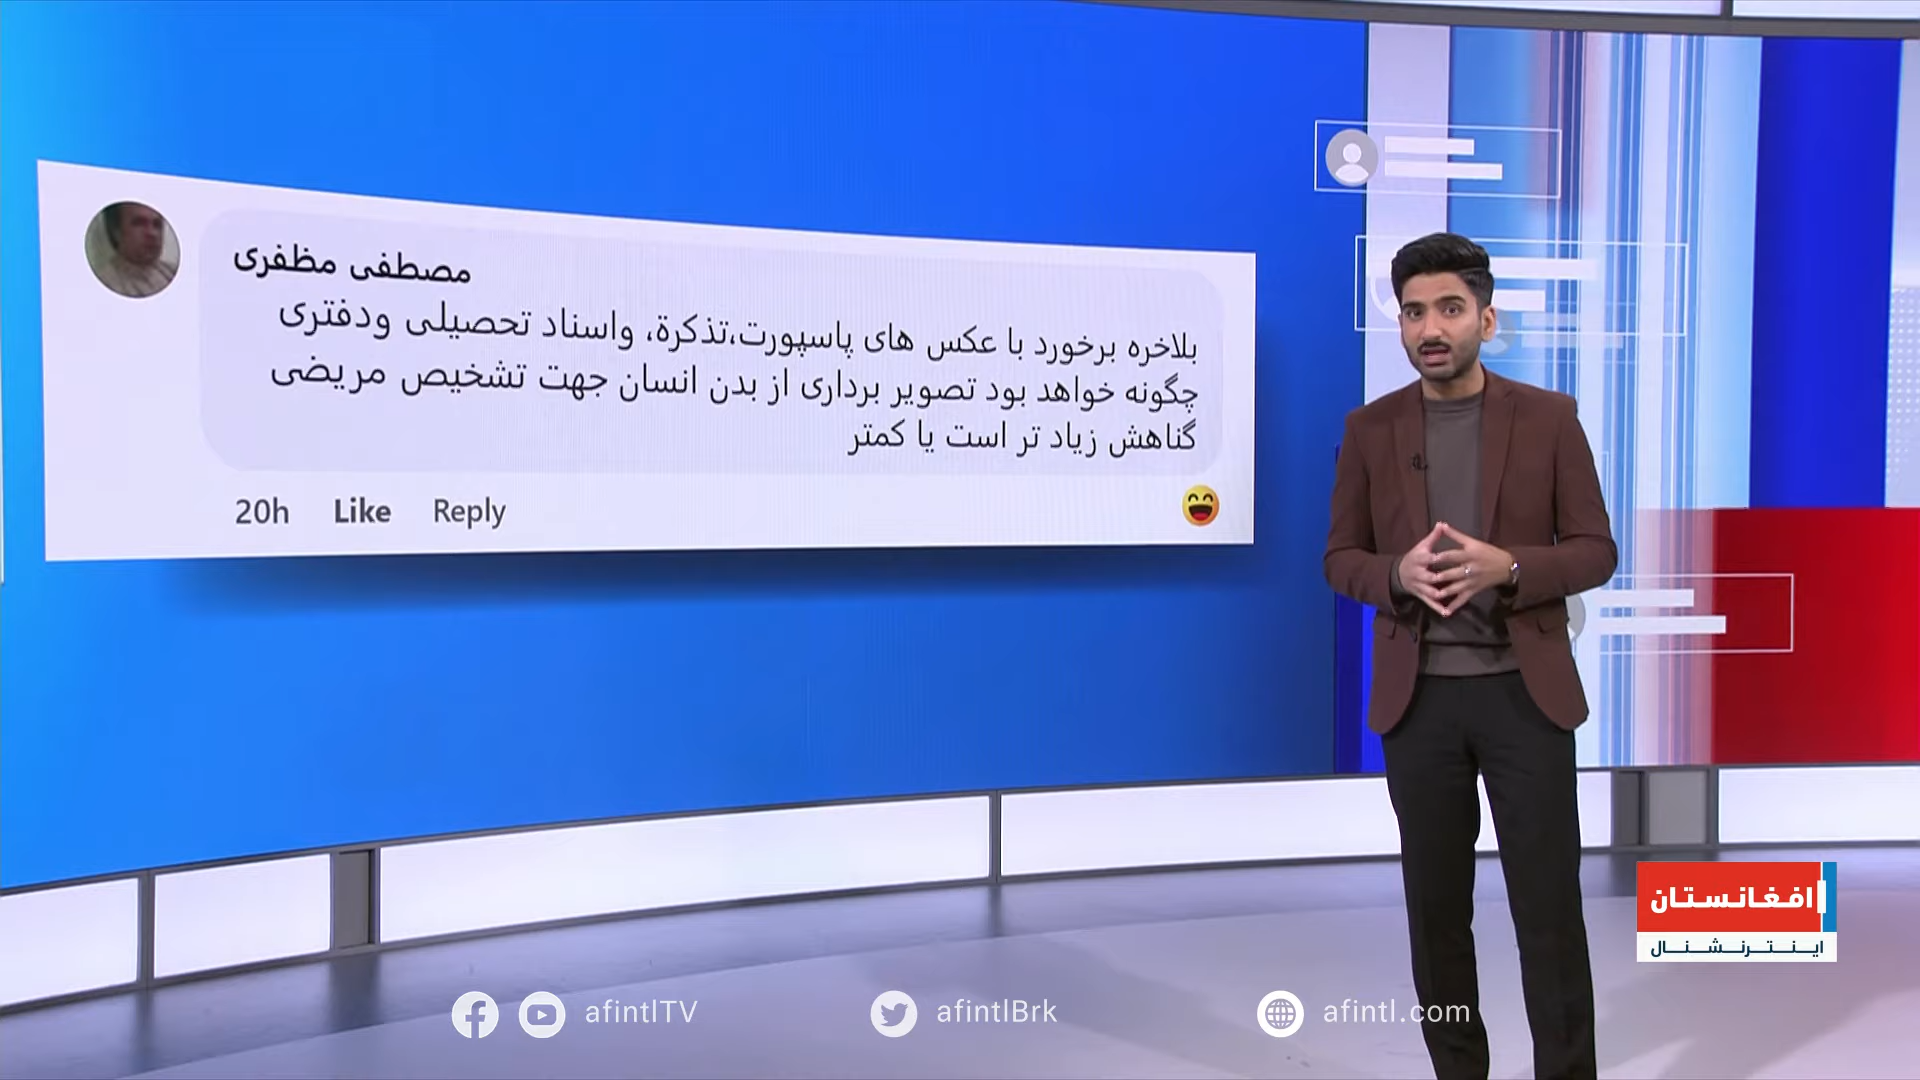 مصطفی مظفری
بلاخره برخورد با عکس های پاسپورت،تذکرة، واسناد تحصیلی ودفتری
چگونه خواهد بود تصویر برداری از بدن انسان جهت تشخیص مریضی
گناهش زیاد تر است یا کمتر
20h Like Reply
افغانستان
اینترنشنال
afintlTV afintlBrk afintl.com